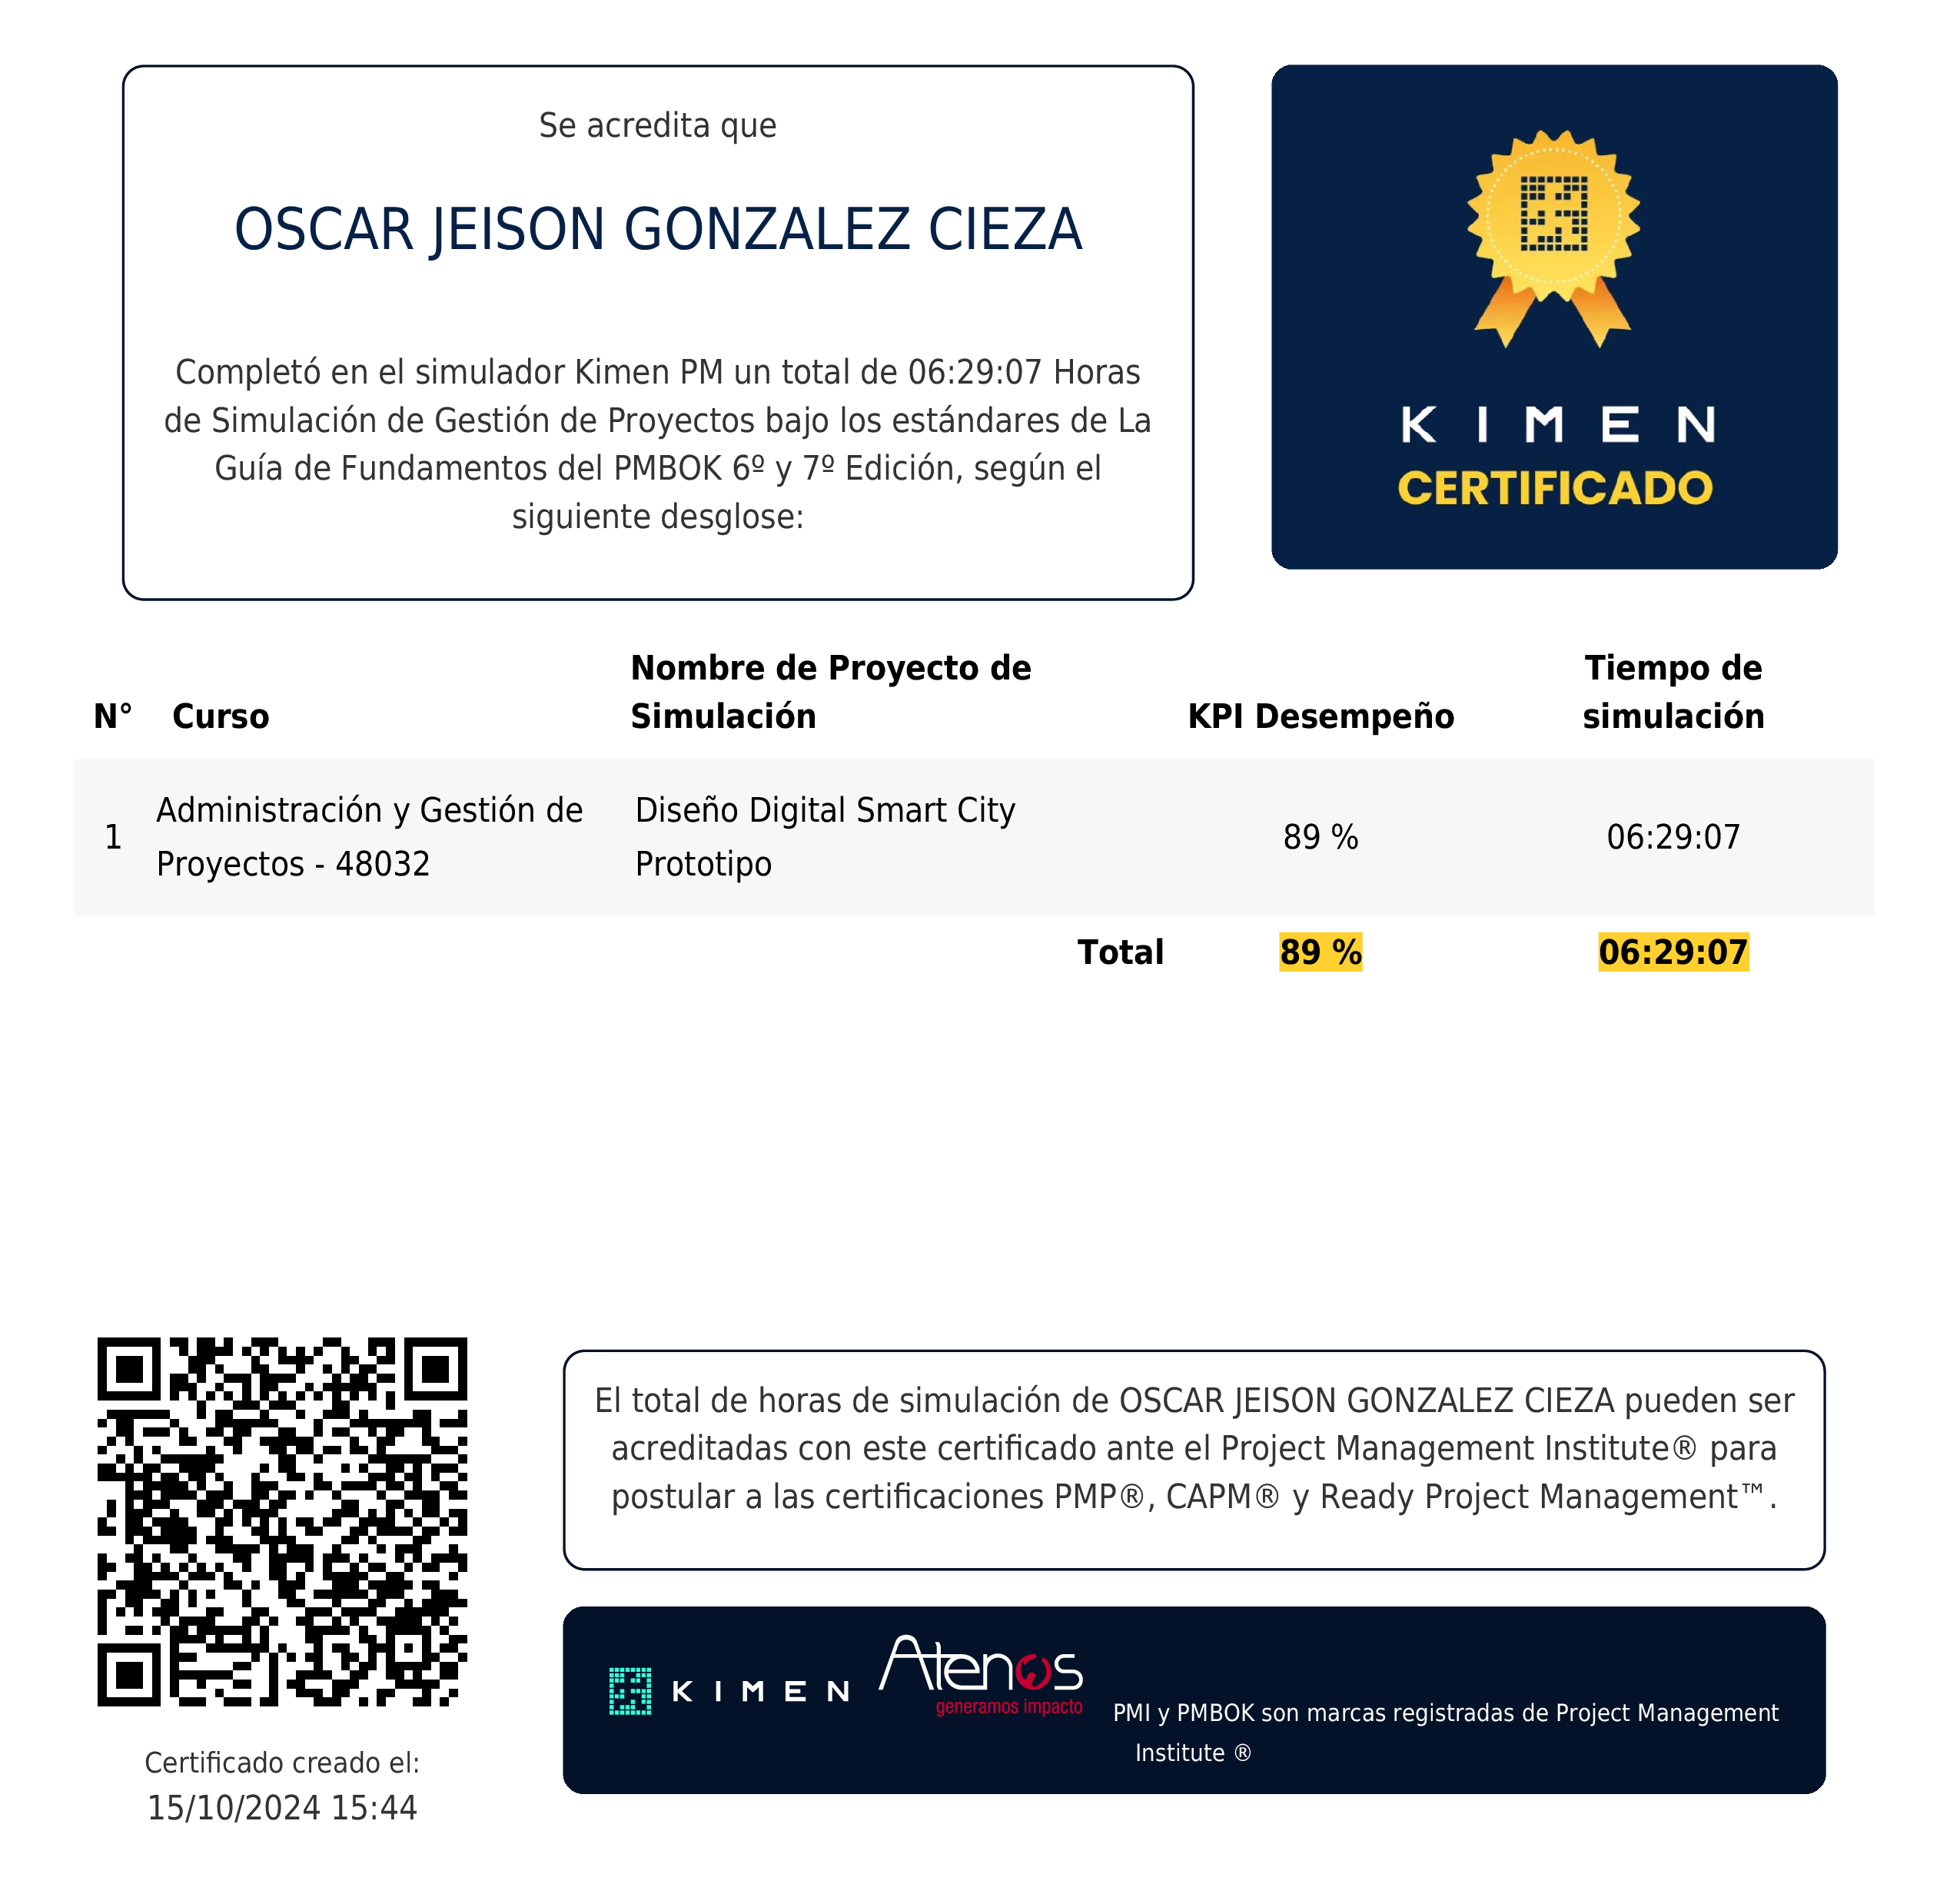 Se acredita que
OSCAR JEISON GONZALEZ CIEZA
Completó en el simulador Kimen PM un total de 06:29:07 Horas
de Simulación de Gestión de Proyectos bajo los estándares de La
Guía de Fundamentos del PMBOK 6º y 7º Edición, según el
siguiente desglose:
KIMEN
CERTIFICADO
N° Curso Nombre de Proyecto de Simulación KPI Desempeño Tiempo de simulación
1 Administración y Gestión de Proyectos - 48032 Diseño Digital Smart City Prototipo 89 % 06:29:07
Total 89 % 06:29:07
El total de horas de simulación de OSCAR JEISON GONZALEZ CIEZA pueden ser
acreditadas con este certificado ante el Project Management Institute® para
postular a las certificaciones PMP®, CAPM® y Ready Project Management™.
KIMEN
Atenos
generamos impacto
PMI y PMBOK son marcas registradas de Project Management
Institute ®
Certificado creado el:
15/10/2024 15:44